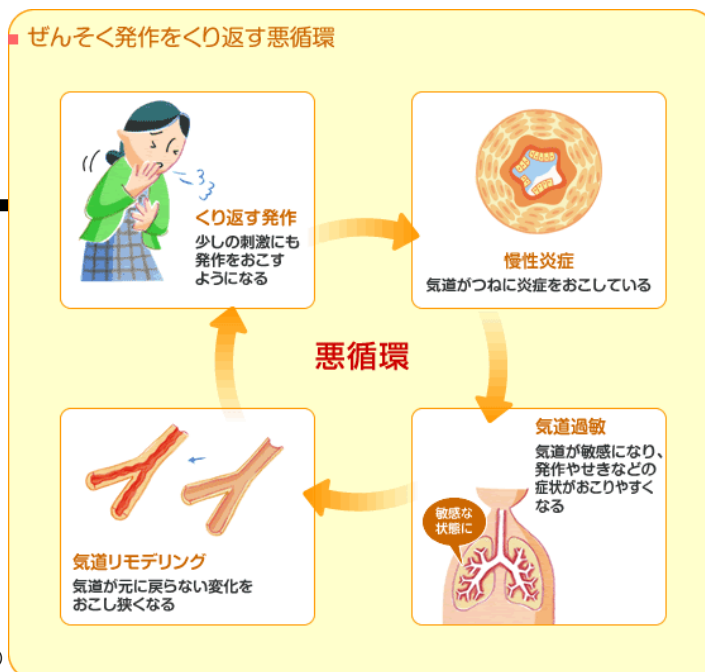 ぜんそく発作をくり返す悪循環
くり返す発作
少しの刺激にも
発作をおこす
ようになる
慢性炎症
気道がつねに炎症をおこしている
悪循環
気道過敏
気道が敏感になり、
発作やせきなどの
症状がおこりやすく
なる
敏感な
状態に
気道リモデリング
気道が元に戻らない変化を
おこし狭くなる
)